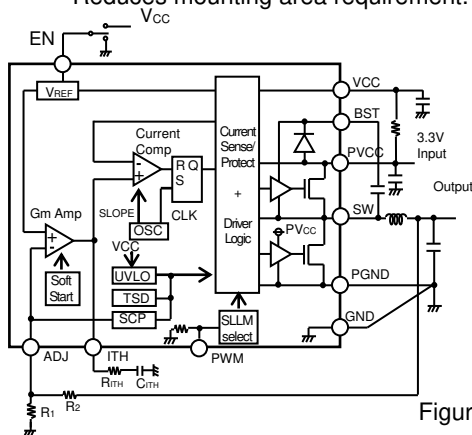 Reduces mounting area requirement.
VCC
EN
VREF
VCC
BST
Current
Comp
R Q
S
Current
Sense/
Protect
+
Driver
Logic
3.3V
Input
PVCC
Output
SLOPE
CLK
OSC
Gm Amp
SW
VCC
PVCC
Soft
Start
UVLO
TSD
SCP
SLLM
select
PGND
GND
ADJ
ITH
PWM
RITH
CITH
R1
R2
Figur